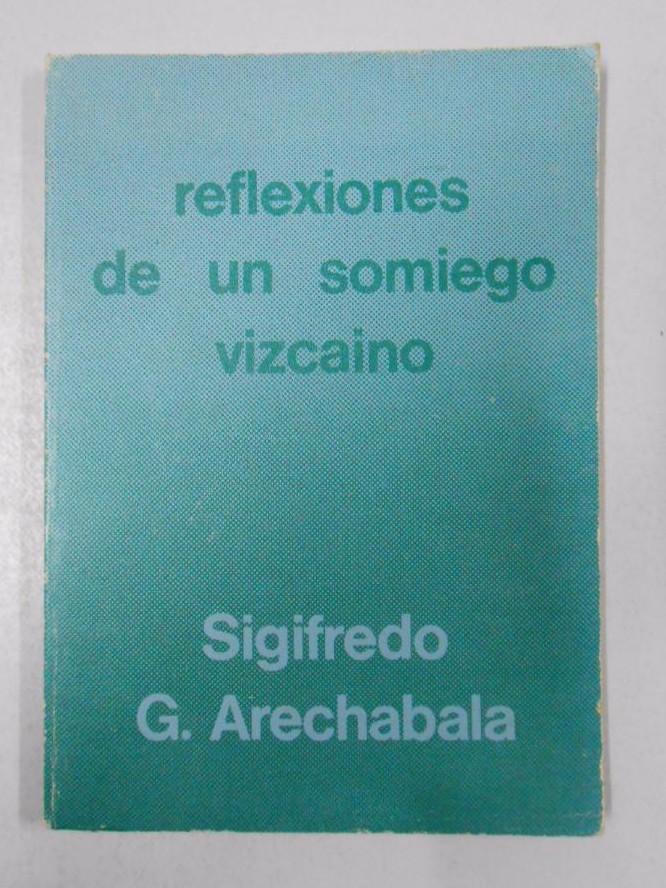 reflexiones
de un somiego
vizcaino
Sigifredo
G. Arechabala